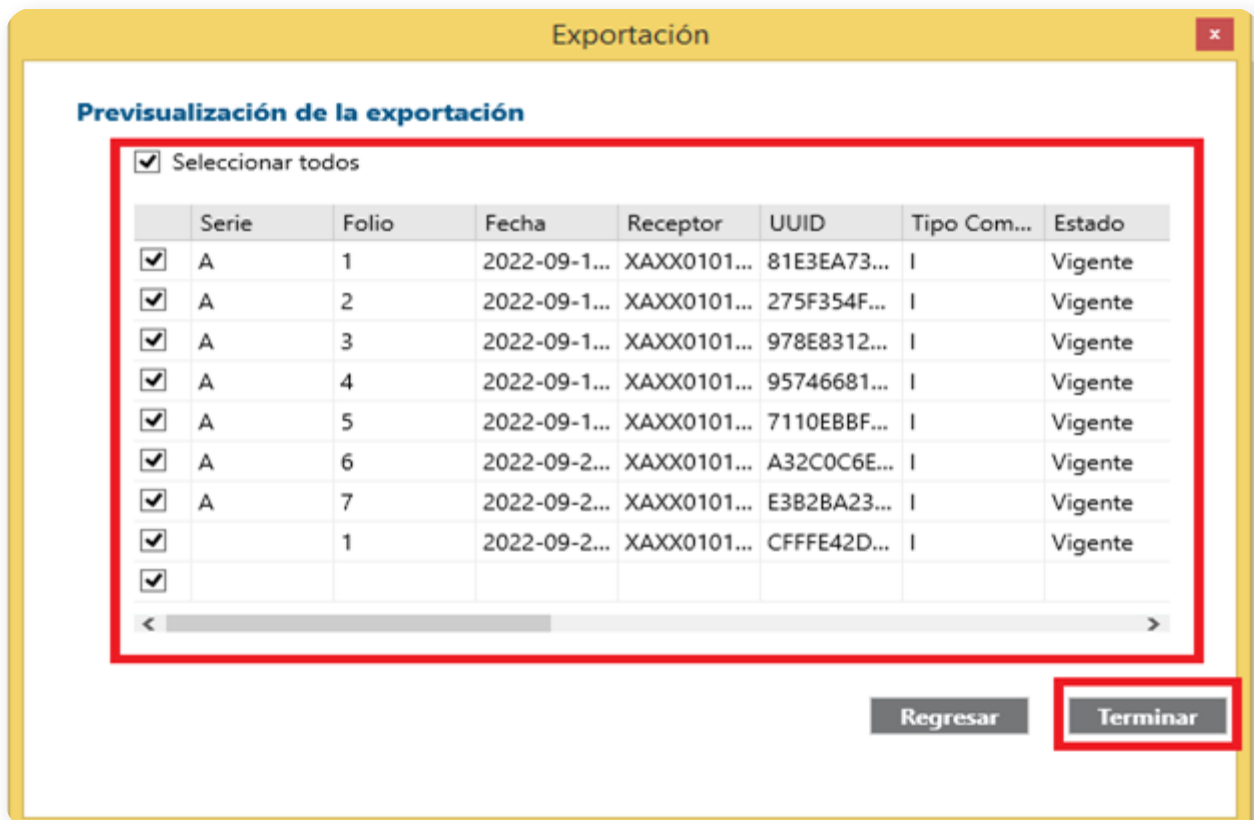 Exportación
x
Previsualización de la exportación
Seleccionar todos
Serie Folio Fecha Receptor UUID Tipo Com... Estado
A 1 2022-09-1... XAXX0101... 81E3EA73... I Vigente
A 2 2022-09-1... XAXX0101... 275F354F... I Vigente
A 3 2022-09-1... XAXX0101... 978E8312... I Vigente
A 4 2022-09-1... XAXX0101... 95746681... I Vigente
A 5 2022-09-1... XAXX0101... 7110EBBF... I Vigente
A 6 2022-09-2... XAXX0101... A32C0C6E... I Vigente
A 7 2022-09-2... XAXX0101... E3B2BA23... I Vigente
1 2022-09-2... XAXX0101... CFFFE42D... I Vigente
Regresar Terminar